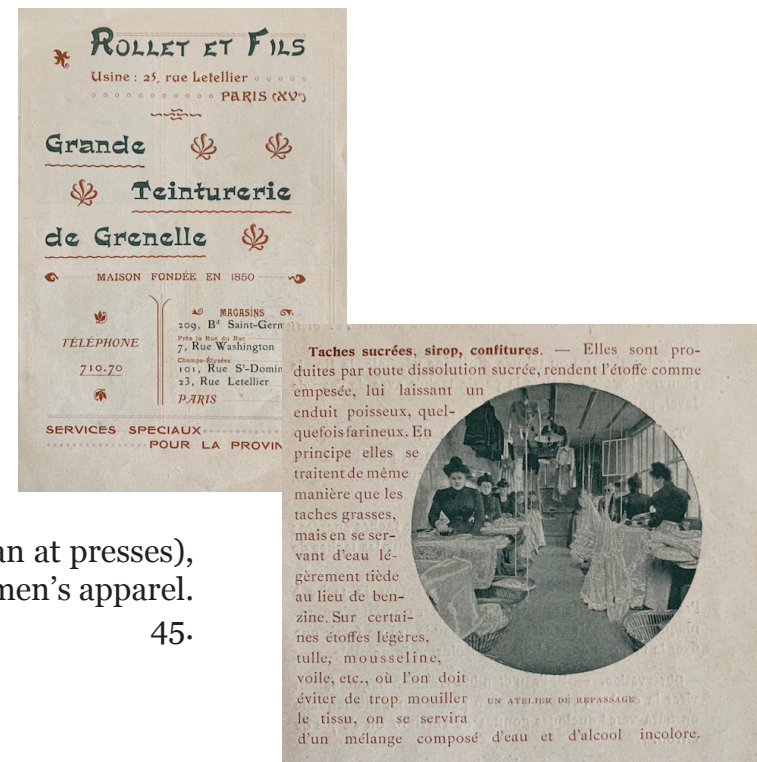 ROLLET ET FILS
Usine : 23, rue Letellier
PARIS (XVe)
Grande
Teinturerie
de Grenelle
MAISON FONDÉE EN 1850
TÉLÉPHONE
710.70
MAGASINS
209, Bd Saint-Germ
Près la Rue du Bac
7, Rue Washington
Champs-Élysées
101, Rue St-Domin
23, Rue Letellier
PARIS
SERVICES SPECIAUX
POUR LA PROVIN
an at presses),
men’s apparel.
45.
Taches sucrées, sirop, confitures. — Elles sont pro-
duites par toute dissolution sucrée, rendent l’étoffe comme
empesée, lui laissant un
enduit poisseux, quel-
quefois farineux. En
principe elles se
traitent de même
manière que les
taches grasses,
mais en se ser-
vant d’eau lé-
gèrement tiède
au lieu de ben-
zine. Sur certai-
nes étoffes légères,
tulle, mousseline,
voile, etc., où l’on doit
éviter de trop mouiller
le tissu, on se servira
d’un mélange composé d’eau et d’alcool incolore.
UN ATELIER DE REPASSAGE